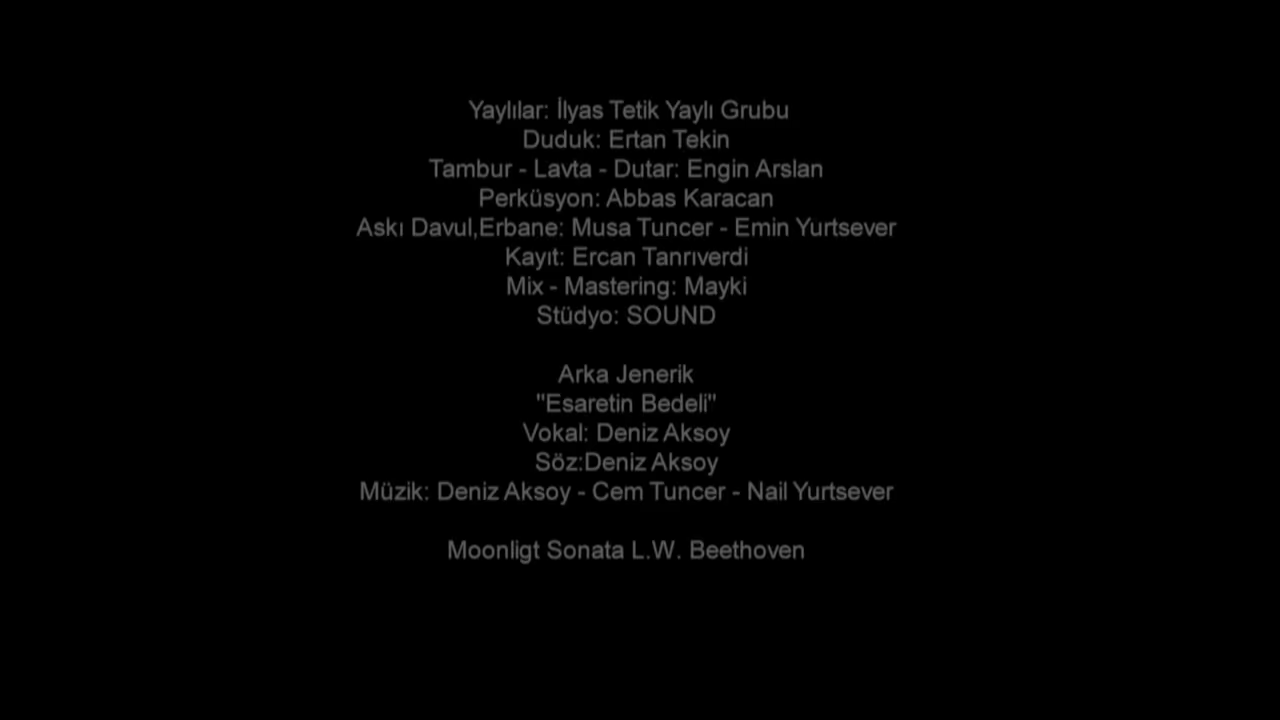 Yaylılar: İlyas Tetik Yaylı Grubu
Duduk: Ertan Tekin
Tambur - Lavta - Dutar: Engin Arslan
Perküsyon: Abbas Karacan
Askı Davul,Erbane: Musa Tuncer - Emin Yurtsever
Kayıt: Ercan Tanrıverdi
Mix - Mastering: Mayki
Stüdyo: SOUND
Arka Jenerik
"Esaretin Bedeli"
Vokal: Deniz Aksoy
Söz:Deniz Aksoy
Müzik: Deniz Aksoy - Cem Tuncer - Nail Yurtsever
Moonligt Sonata L.W. Beethoven